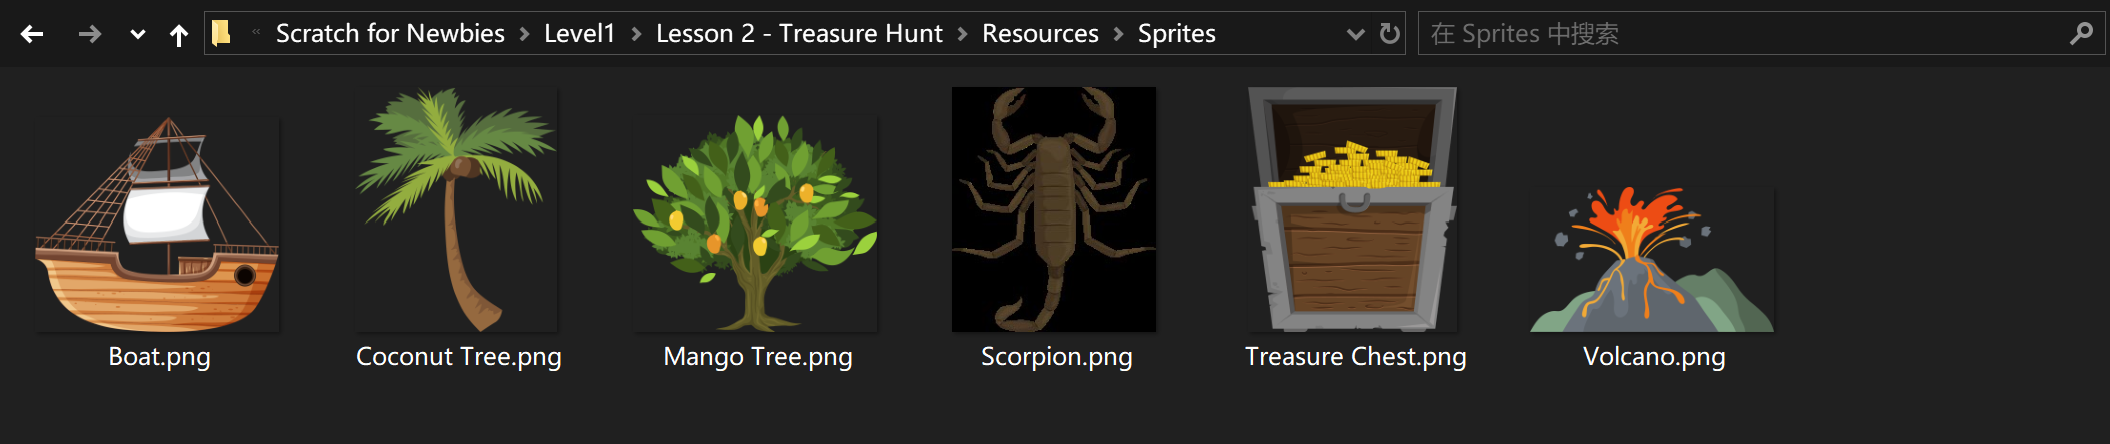 « Scratch for Newbies > Level1 > Lesson 2 - Treasure Hunt > Resources > Sprites
在 Sprites 中搜索
Boat.png
Coconut Tree.png
Mango Tree.png
Scorpion.png
Treasure Chest.png
Volcano.png